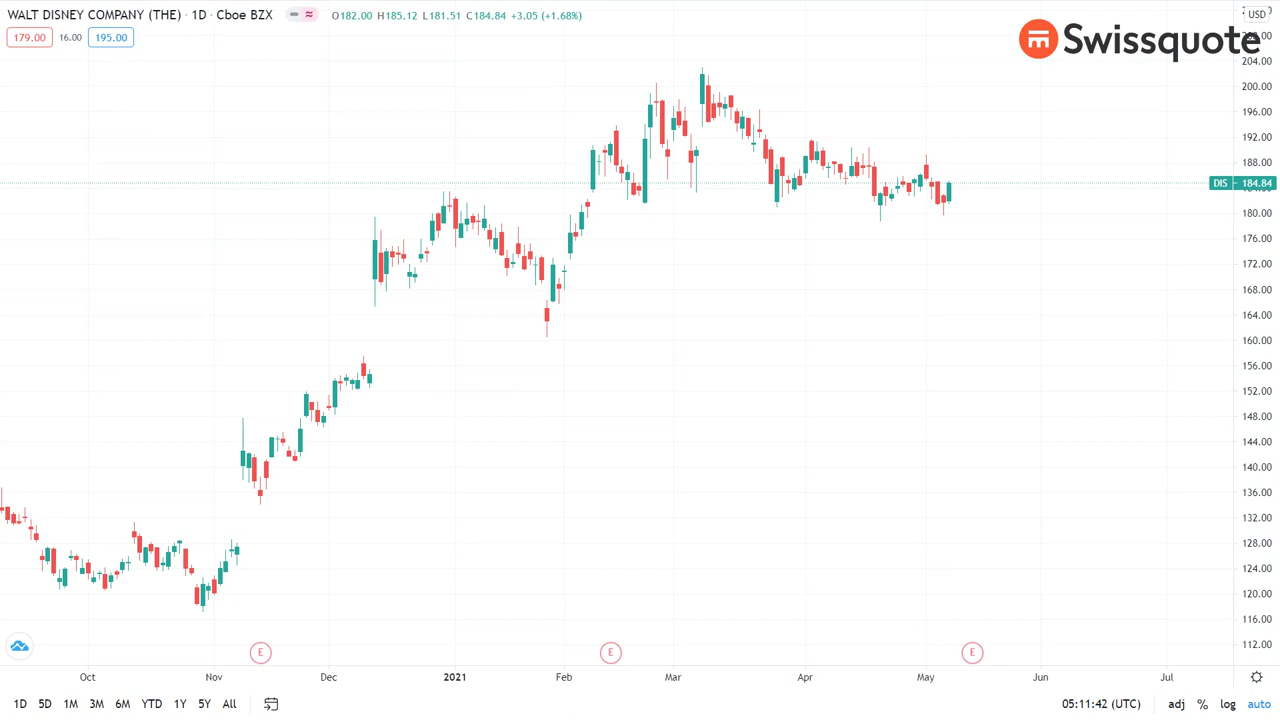 WALT DISNEY COMPANY (THE) · 1D · Cboe BZX
O182.00 H185.12 L181.51 C184.84 +3.05 (+1.68%)
179.00 16.00 195.00
USD
Swissquote
204.00
200.00
196.00
192.00
188.00
DIS 184.84
180.00
176.00
172.00
168.00
164.00
160.00
156.00
152.00
148.00
144.00
140.00
136.00
132.00
128.00
124.00
120.00
116.00
112.00
E E E
Oct Nov Dec 2021 Feb Mar Apr May Jun Jul
1D 5D 1M 3M 6M YTD 1Y 5Y All
05:11:42 (UTC) adj % log auto